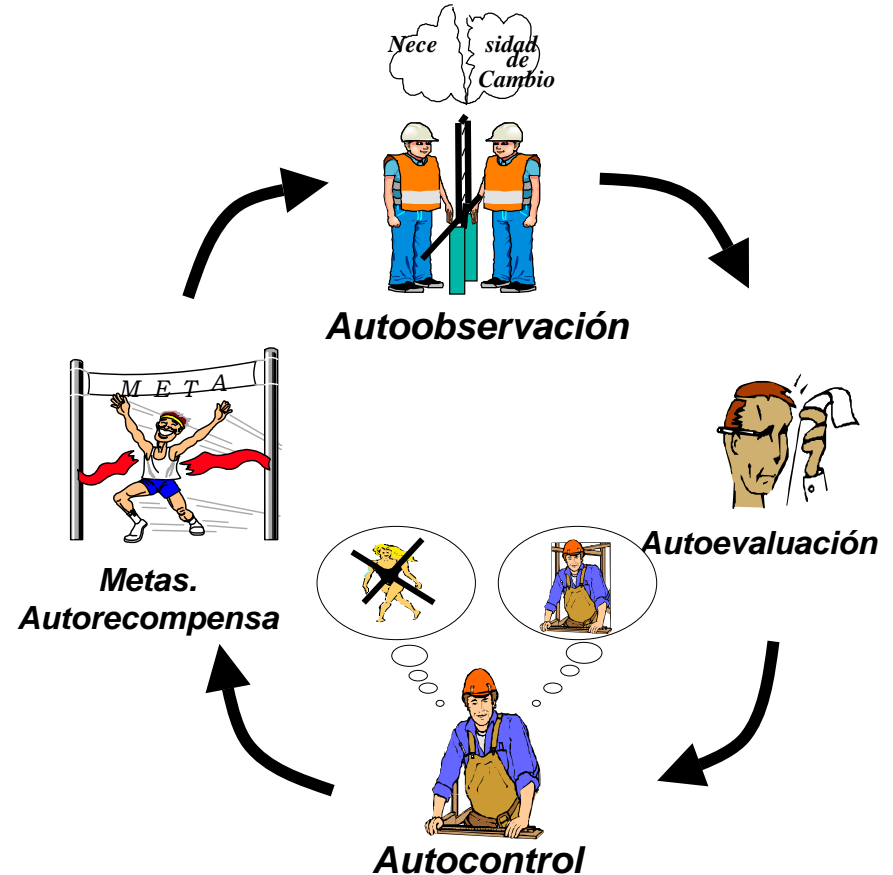 Nece sidad
de
Cambio
Autoobservación
M E T A
Autoevaluación
Metas.
Autorecompensa
Autocontrol